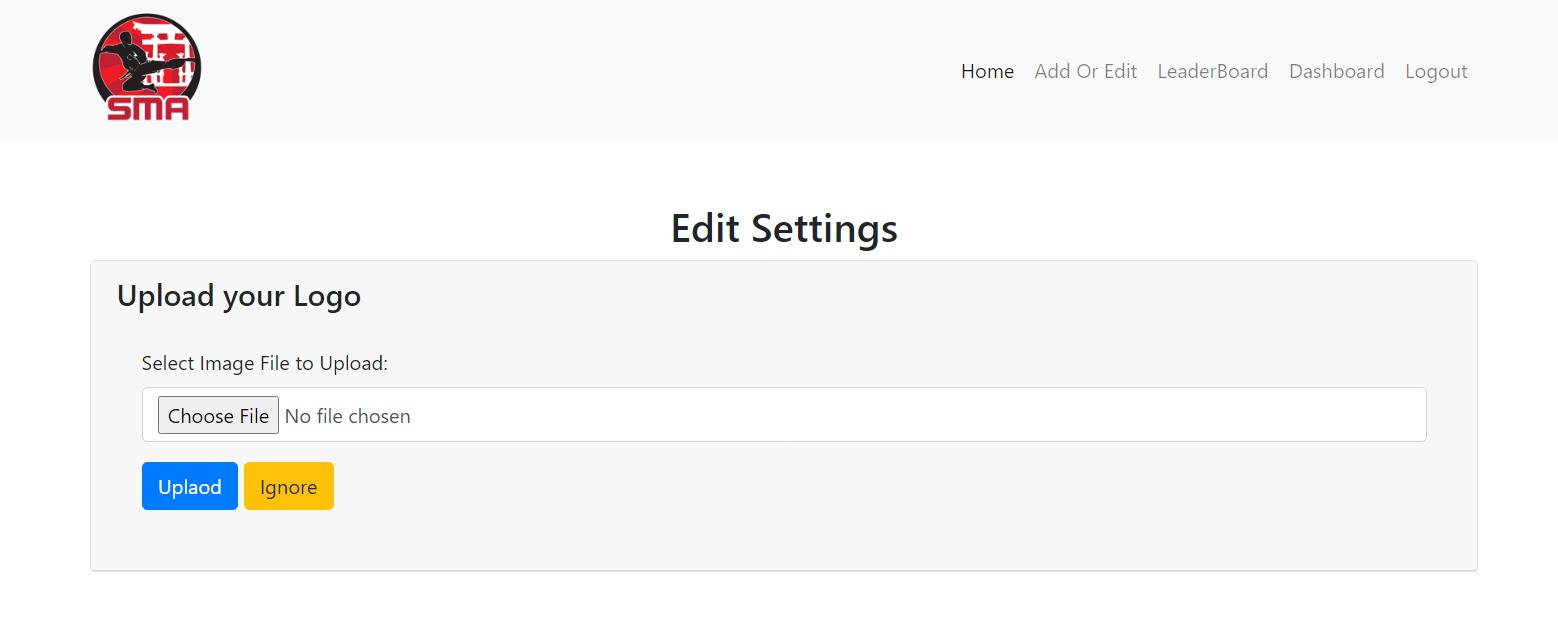 SMA
Home Add Or Edit LeaderBoard Dashboard Logout
Edit Settings
Upload your Logo
Select Image File to Upload:
Choose File No file chosen
Uplaod Ignore